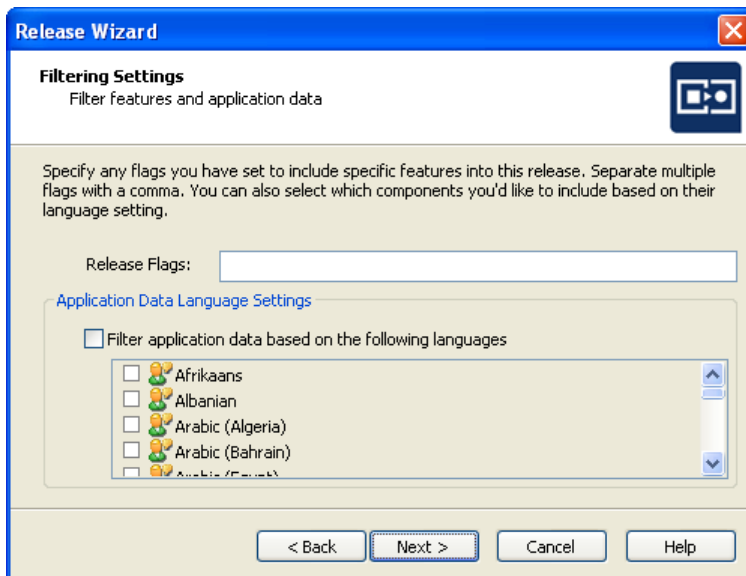 Release Wizard
Filtering Settings
Filter features and application data
Specify any flags you have set to include specific features into this release. Separate multiple
flags with a comma. You can also select which components you'd like to include based on their
language setting.
Release Flags:
Application Data Language Settings
Filter application data based on the following languages
Afrikaans
Albanian
Arabic (Algeria)
Arabic (Bahrain)
Arabic (Egypt)
< Back Next > Cancel Help